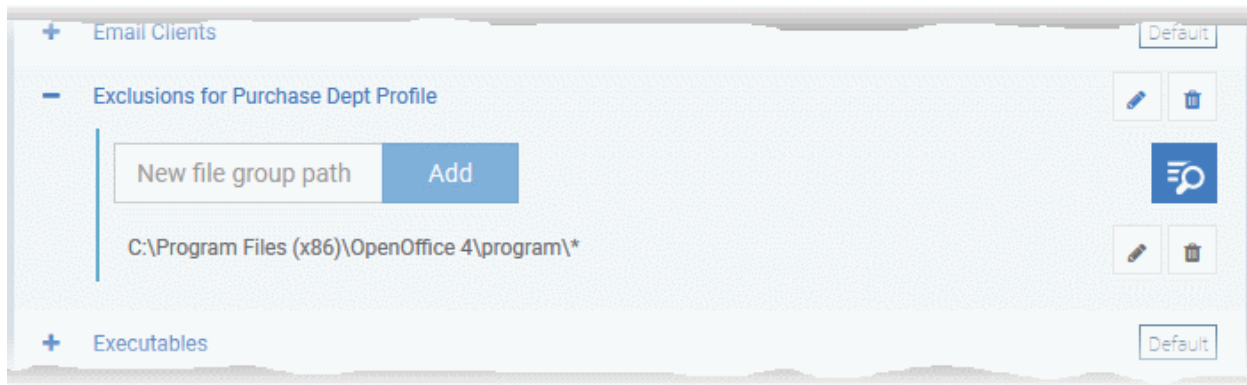 Email Clients
Default
Exclusions for Purchase Dept Profile
New file group path
Add
C:\Program Files (x86)\OpenOffice 4\program\*
Executables
Default